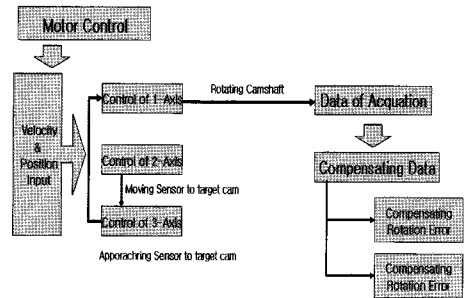 Motor Control
Velocity
&
Position
Input
Control of 1-Axis
Rotating Camshaft
Data of Acquation
Control of 2-Axis
Moving Sensor to target cam
Control of 3-Axis
Apporachring Sensor to target cam
Compensating Data
Compensating
Rotation Error
Compensating
Rotation Error